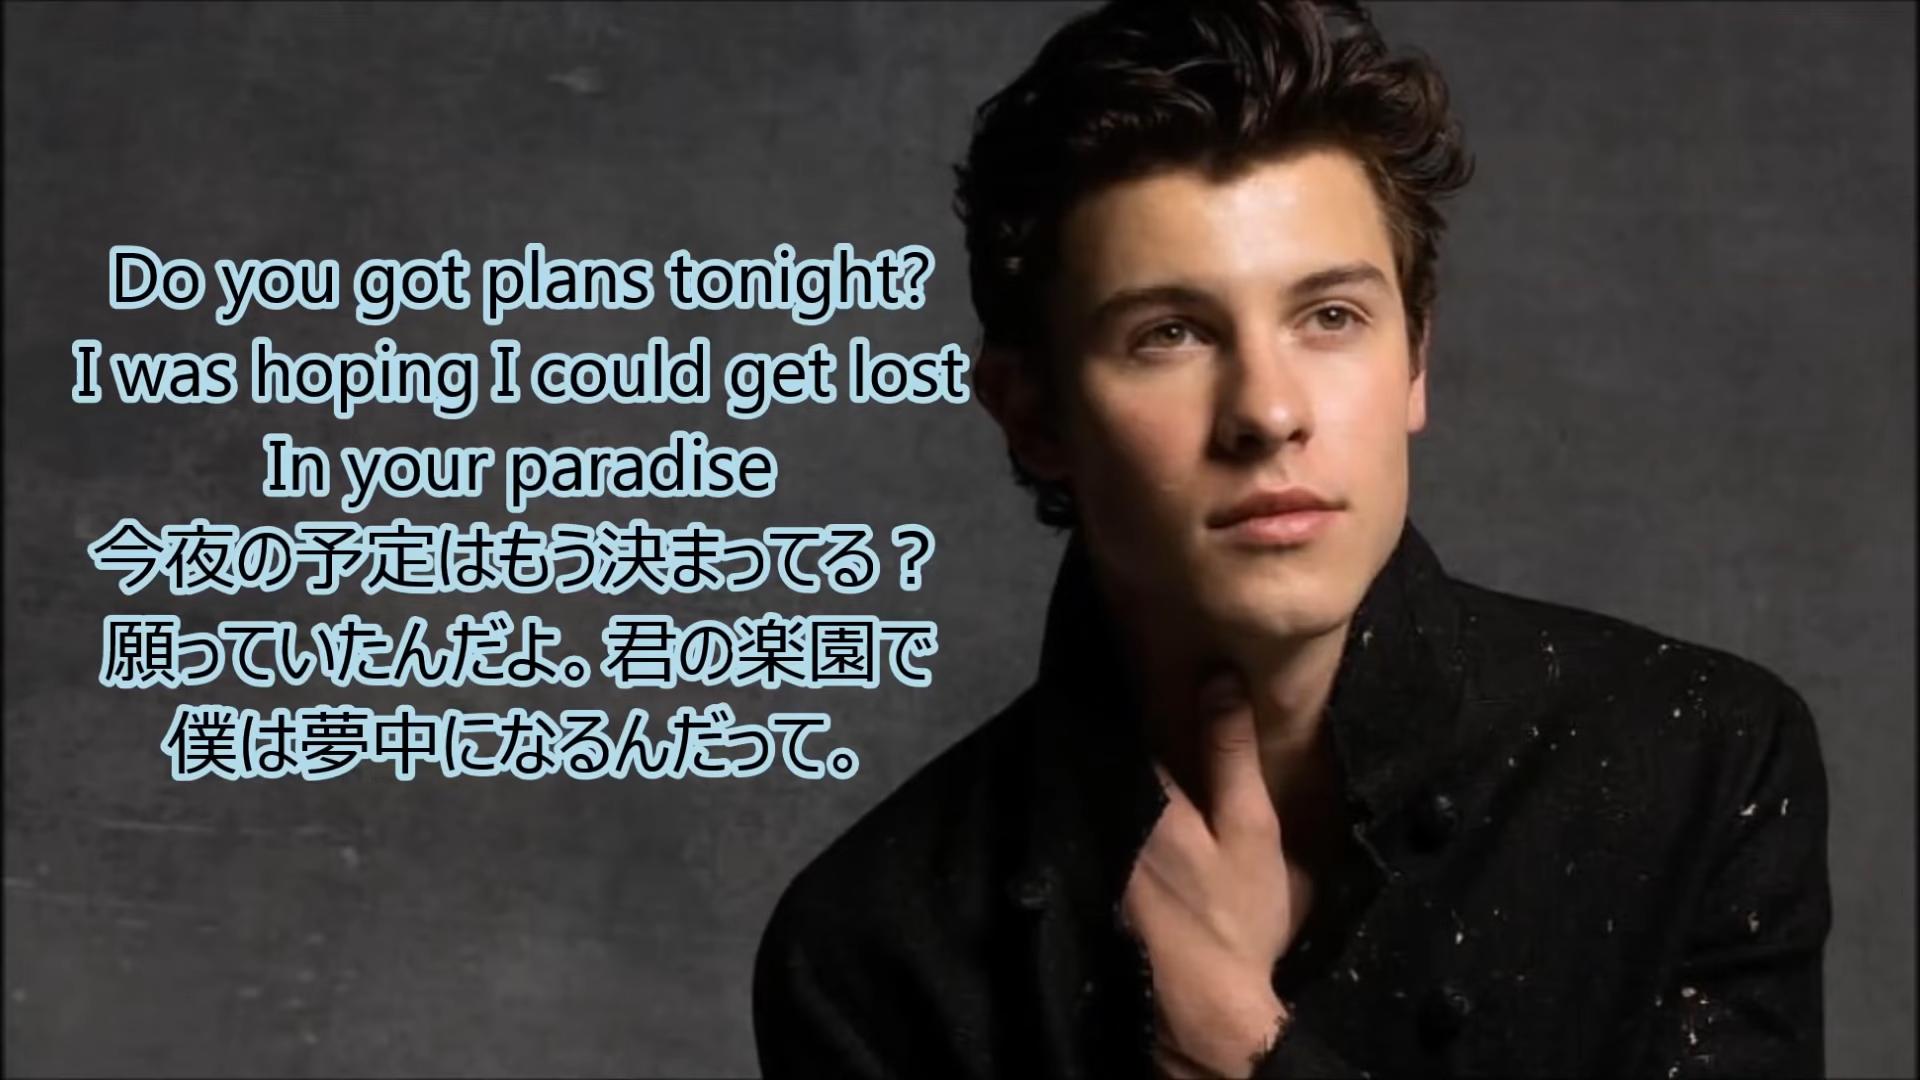 Do you got plans tonight?
I was hoping I could get lost
In your paradise
今夜の予定はもう決まってる？
願っていたんだよ。君の楽園で
僕は夢中になるんだって。